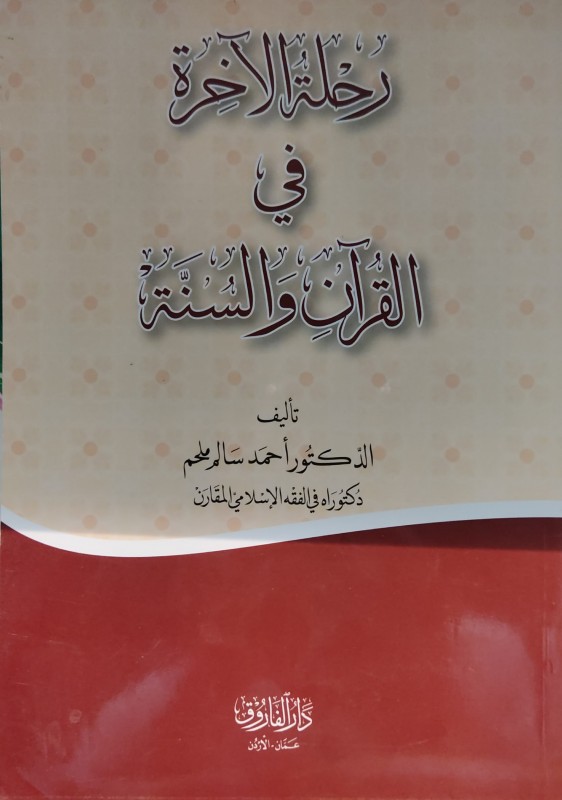 رحلة الآخرة
في
القرآن والسنة
تأليف
الدكتور أحمد سالم ملحم
دكتوراه في الفقه الإسلامي المقارن
دار الفاروق
عمان - الأردن